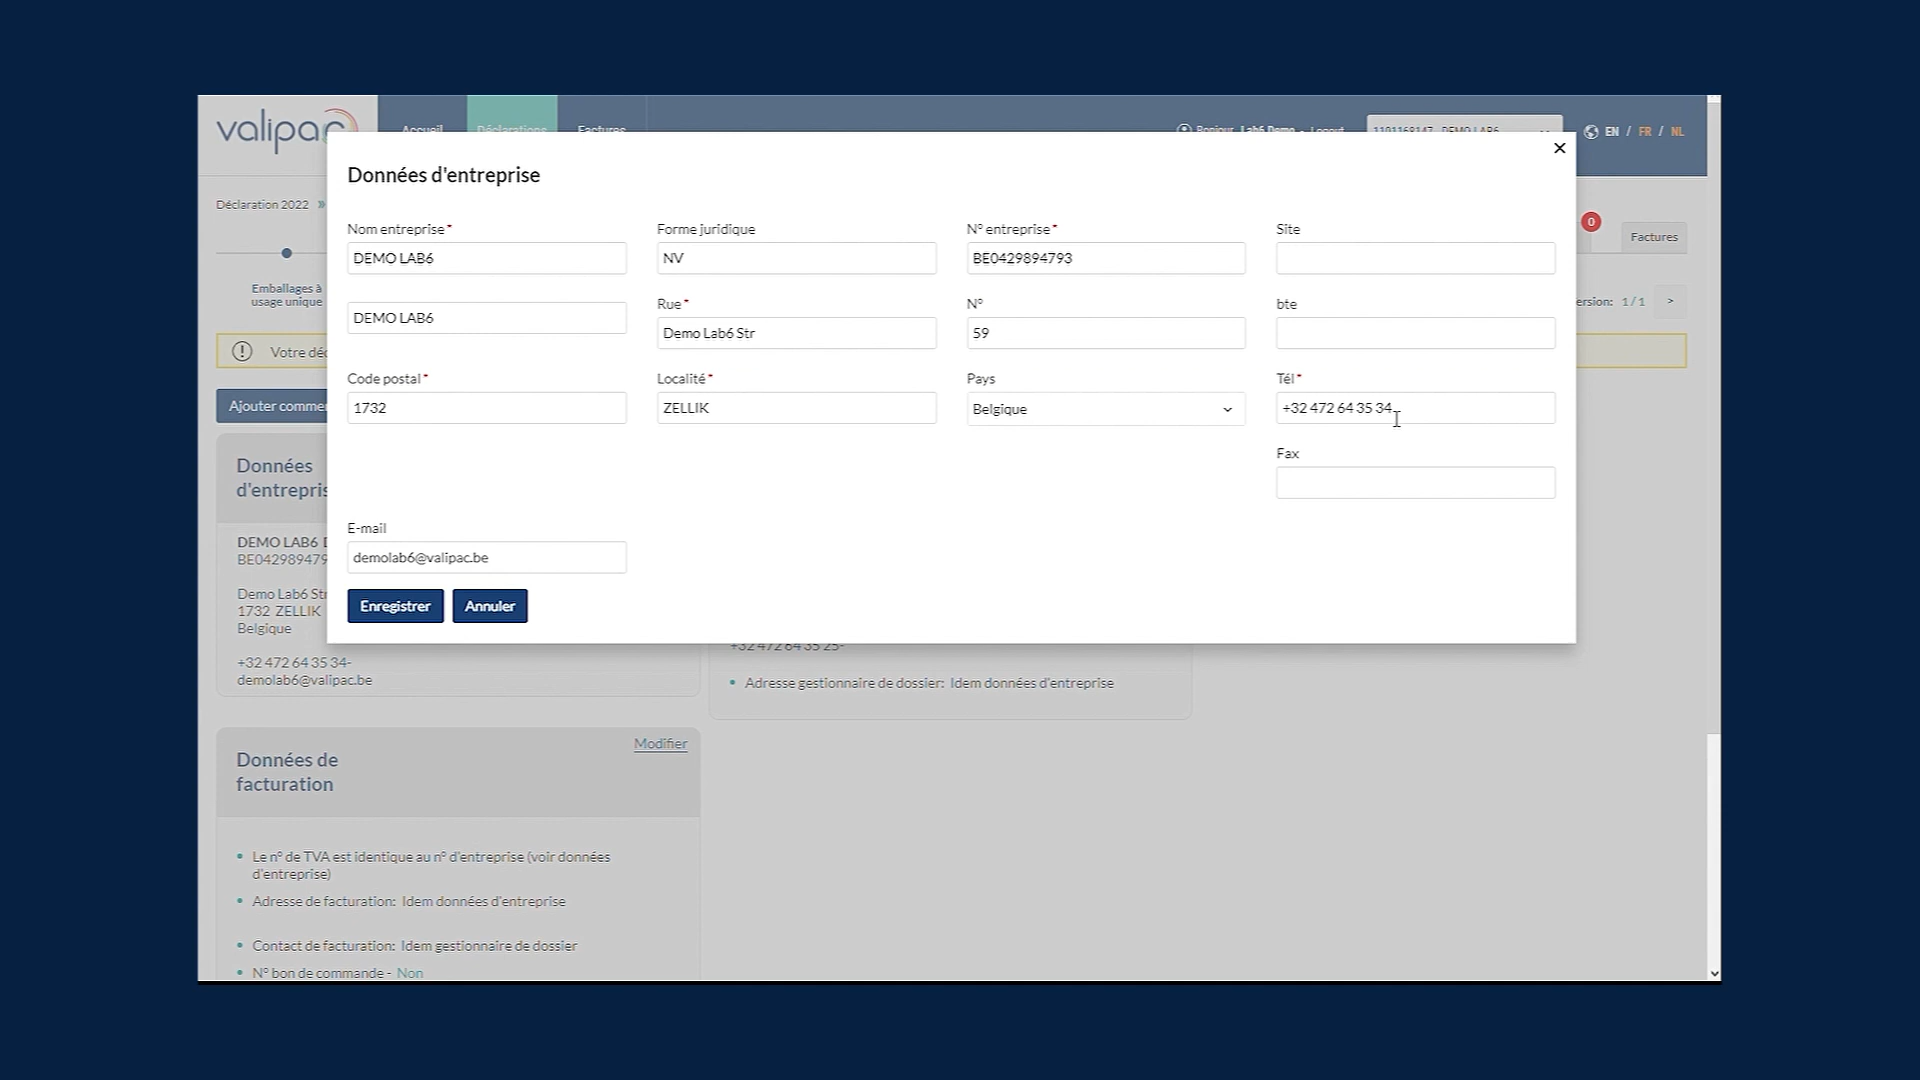 valipac
Accueil Déclarations Factures
Bonjour, Lab6 Demo - Logout
1101168147 - DEMO LAB6
EN / FR / NL
Données d'entreprise
Déclaration 2022 »
0
Factures
Nom entreprise* Forme juridique N° entreprise* Site
DEMO LAB6 NV BE0429894793
Emballages à
usage unique
Rue* N° bte
DEMO LAB6 Demo Lab6 Str 59
ersion: 1 / 1 >
Votre déc
Code postal* Localité* Pays Tél*
1732 ZELLIK Belgique +32 472 64 35 34
Ajouter commen
Fax
Données
d'entrepris
E-mail
demolab6@valipac.be
DEMO LAB6
BE042989479
Enregistrer Annuler
Demo Lab6 Str
1732 ZELLIK
Belgique
+32 472 64 35 34-
demolab6@valipac.be
+32 472 64 35 25-
• Adresse gestionnaire de dossier: Idem données d'entreprise
Modifier
Données de
facturation
• Le n° de TVA est identique au n° d'entreprise (voir données
d'entreprise)
• Adresse de facturation: Idem données d'entreprise
• Contact de facturation: Idem gestionnaire de dossier
• N° bon de commande - Non